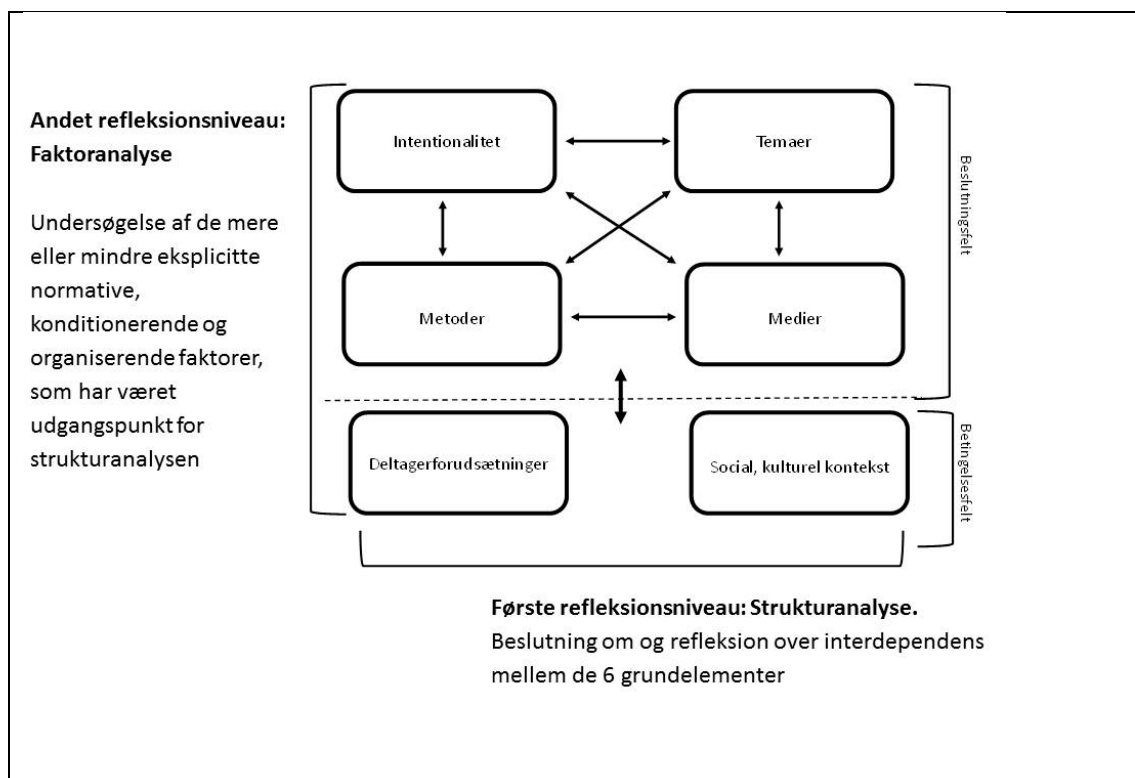 Andet refleksionsniveau:
Faktoranalyse
Undersøgelse af de mere
eller mindre eksplicitte
normative,
konditionerende og
organiserende faktorer,
som har været
udgangspunkt for
strukturanalysen
Intentionalitet
Temaer
Metoder
Medier
Beslutningsfelt
Deltagerforudsætninger
Social, kulturel kontekst
Betingelsesfelt
Første refleksionsniveau: Strukturanalyse.
Beslutning om og refleksion over interdependens
mellem de 6 grundelementer